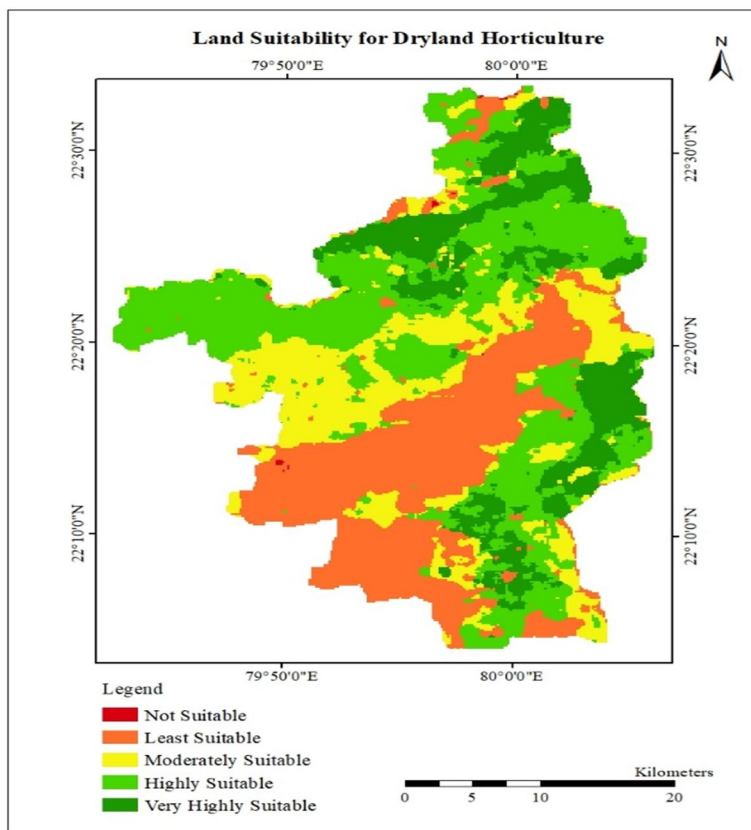 Land Suitability for Dryland Horticulture
N
79°50'0"E 80°0'0"E
22°30'0"N 22°30'0"N
22°20'0"N 22°20'0"N
22°10'0"N 22°10'0"N
79°50'0"E 80°0'0"E
Legend
Not Suitable
Least Suitable
Moderately Suitable
Highly Suitable
Very Highly Suitable
Kilometers
0 5 10 20